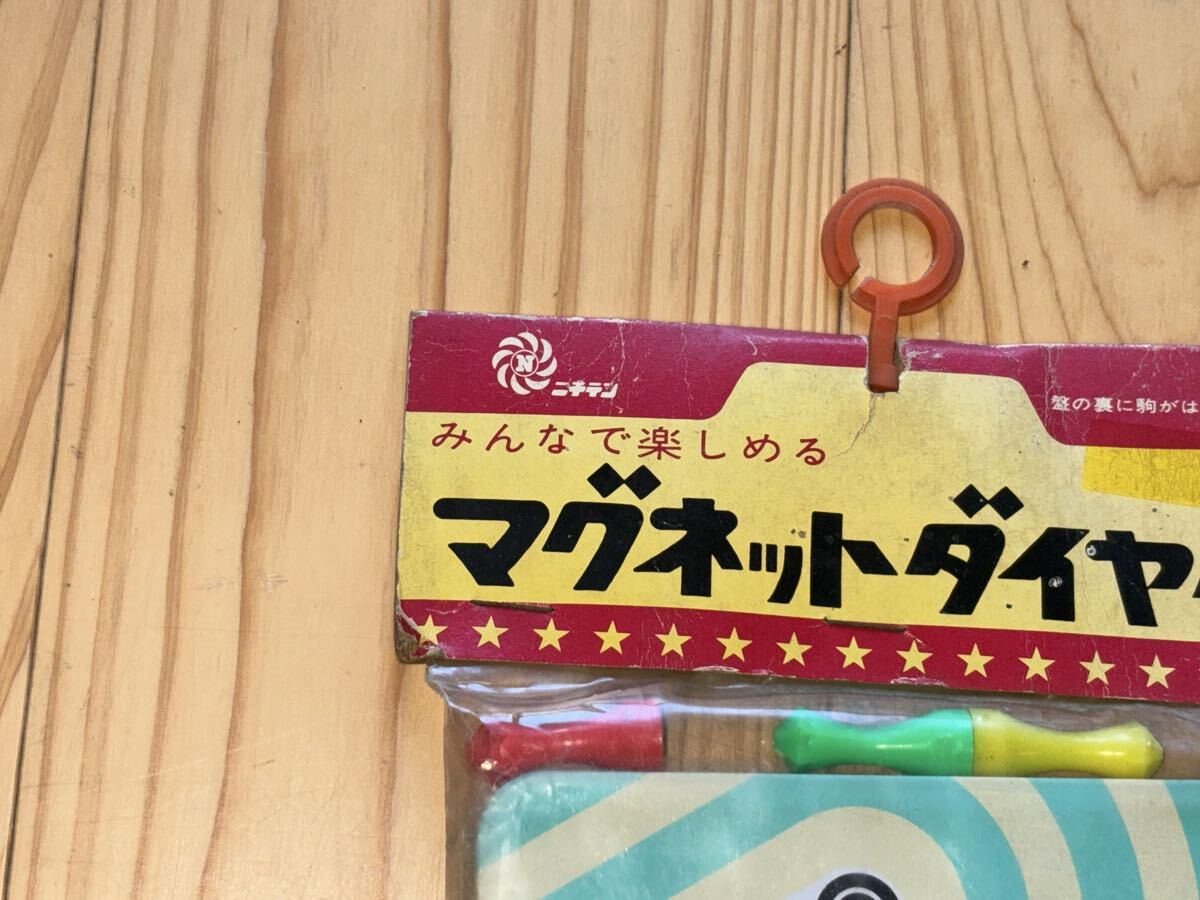 N
ニチテン
盤の裏に駒がは
みんなで楽しめる
マグネットダイヤ